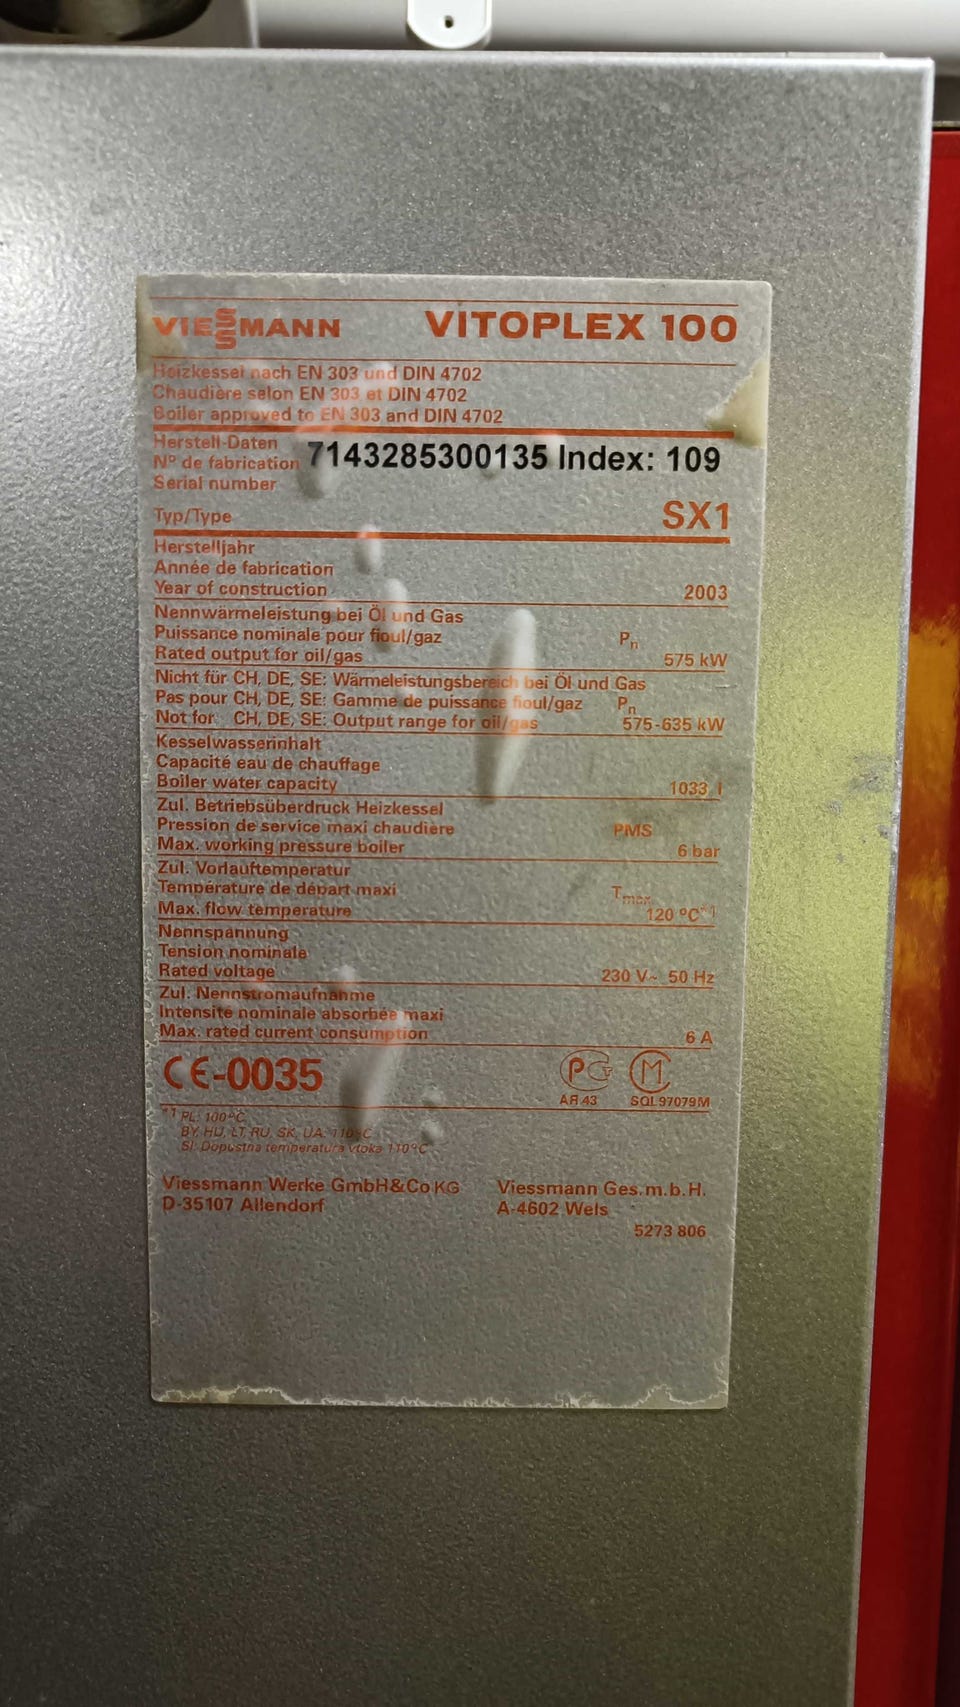 VIESSMANN VITOPLEX 100
Heizkessel nach EN 303 und DIN 4702
Chaudière selon EN 303 et DIN 4702
Boiler approved to EN 303 and DIN 4702
Herstell-Daten
N° de fabrication 7143285300135 Index: 109
Serial number
Typ/Type SX1
Herstelljahr
Année de fabrication
Year of construction 2003
Nennwärmeleistung bei Öl und Gas
Puissance nominale pour fioul/gaz Pn
Rated output for oil/gas 575 kW
Nicht für CH, DE, SE: Wärmeleistungsbereich bei Öl und Gas
Pas pour CH, DE, SE: Gamme de puissance fioul/gaz Pn
Not for CH, DE, SE: Output range for oil/gas 575-635 kW
Kesselwasserinhalt
Capacité eau de chauffage
Boiler water capacity 1033 l
Zul. Betriebsüberdruck Heizkessel
Pression de service maxi chaudière PMS
Max. working pressure boiler 6 bar
Zul. Vorlauftemperatur
Température de départ maxi Tmax
Max. flow temperature 120 °C*1
Nennspannung
Tension nominale
Rated voltage 230 V~ 50 Hz
Zul. Nennstromaufnahme
Intensité nominale absorbée maxi
Max. rated current consumption 6 A
CE-0035 PG M
AR 43 SQL97079M
*1 PL: 100°C
BY, HU, LT, RU, SK, UA: 110°C
SI: Dopustna temperatura vtoka 110°C
Viessmann Werke GmbH&Co KG Viessmann Ges.m.b.H.
D-35107 Allendorf A-4602 Wels
5273 806